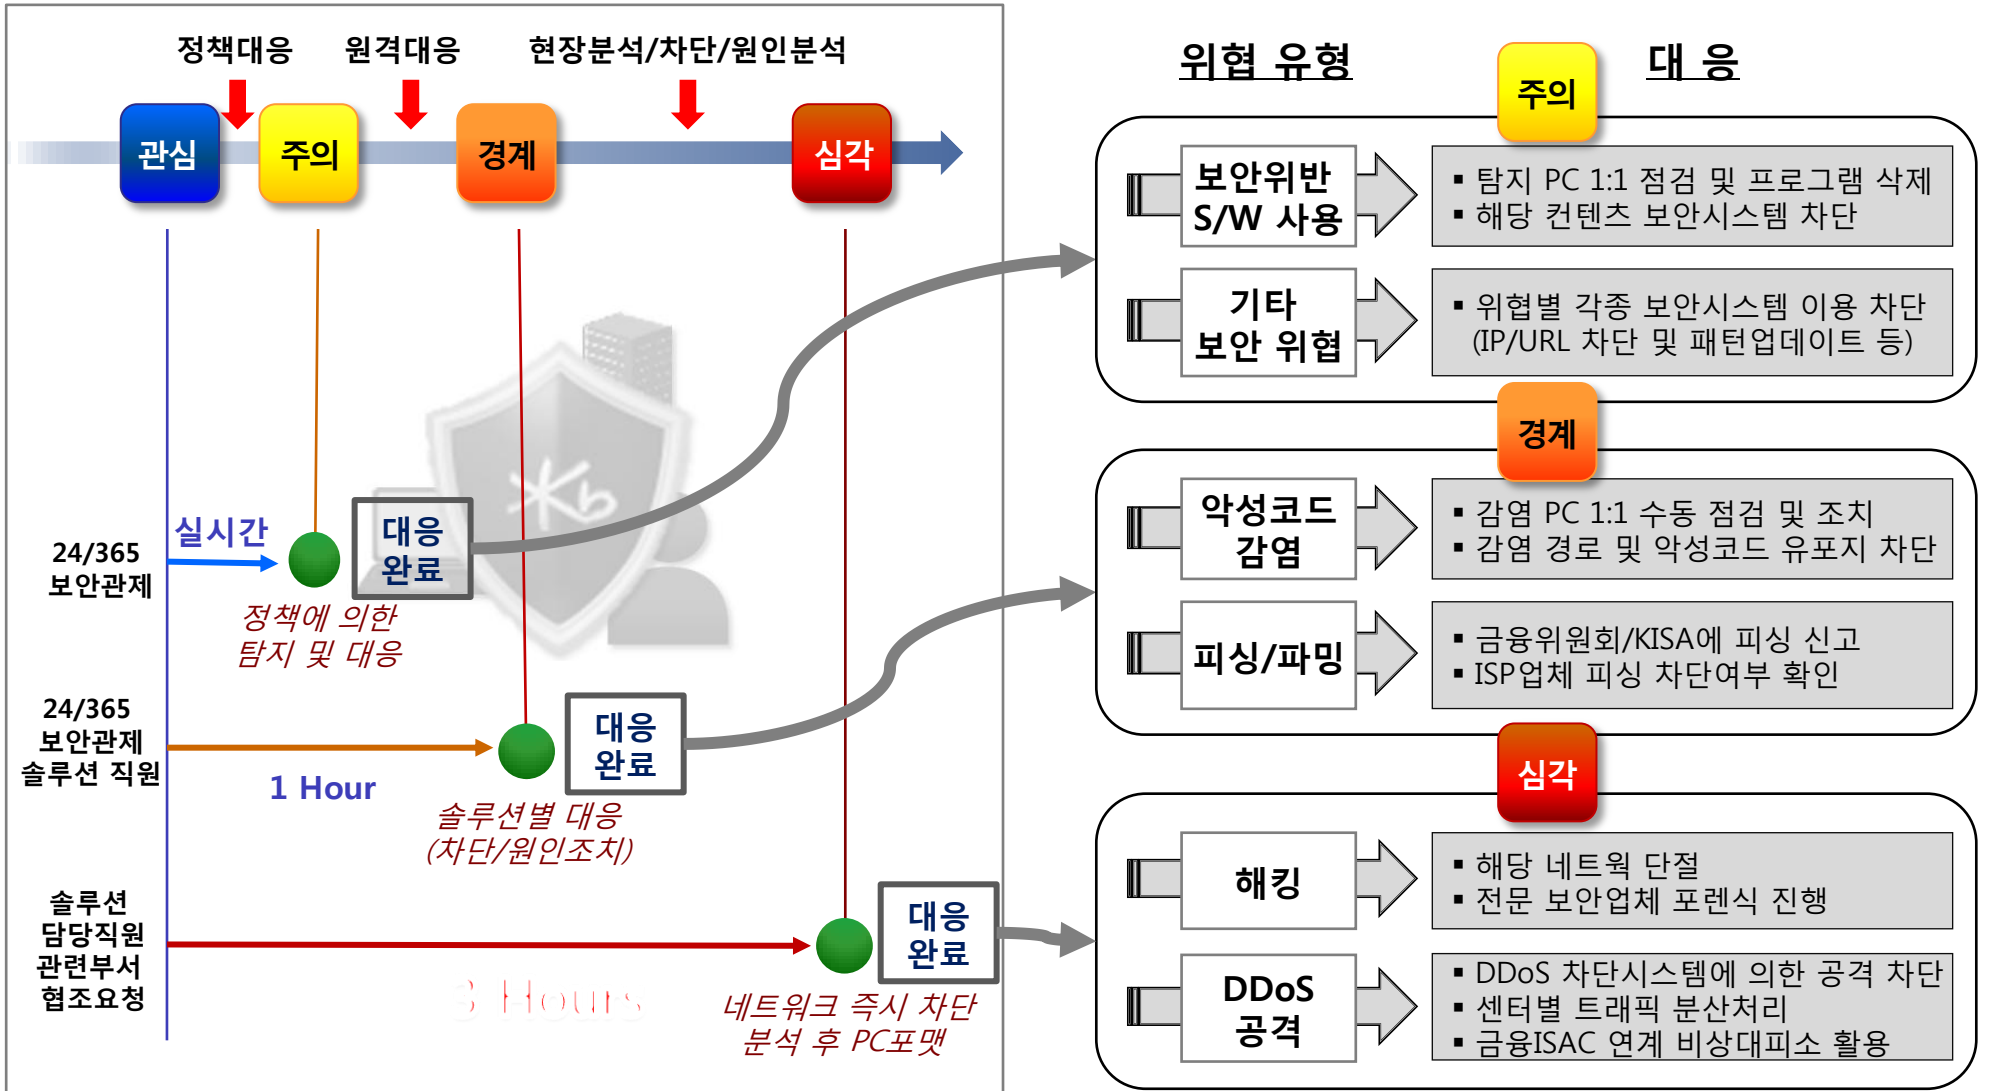 정책대응
원격대응
현장분석/차단/원인분석
관심
주의
경계
심각
24/365
보안관제
실시간
정책에 의한
탐지 및 대응
대응
완료
24/365
보안관제
솔루션 직원
1 Hour
솔루션별 대응
(차단/원인조치)
대응
완료
솔루션
담당직원
관련부서
협조요청
3 Hours
네트워크 즉시 차단
분석 후 PC포맷
대응
완료
Kb
위협 유형
대 응
주의
보안위반
S/W 사용
▪ 탐지 PC 1:1 점검 및 프로그램 삭제
▪ 해당 컨텐츠 보안시스템 차단
기타
보안 위협
▪ 위협별 각종 보안시스템 이용 차단
(IP/URL 차단 및 패턴업데이트 등)
경계
악성코드
감염
▪ 감염 PC 1:1 수동 점검 및 조치
▪ 감염 경로 및 악성코드 유포지 차단
피싱/파밍
▪ 금융위원회/KISA에 피싱 신고
▪ ISP업체 피싱 차단여부 확인
심각
해킹
▪ 해당 네트웍 단절
▪ 전문 보안업체 포렌식 진행
DDoS
공격
▪ DDoS 차단시스템에 의한 공격 차단
▪ 센터별 트래픽 분산처리
▪ 금융ISAC 연계 비상대피소 활용